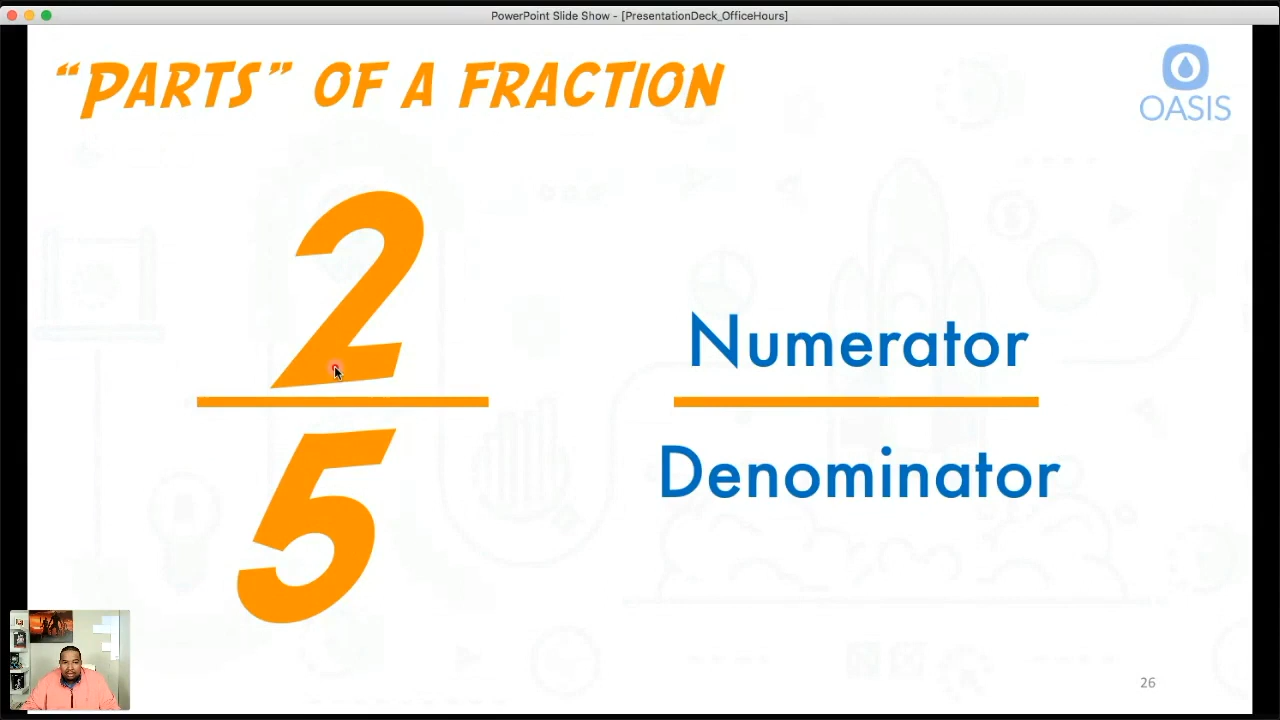 PowerPoint Slide Show - [PresentationDeck_OfficeHours]
“PARTS” OF A FRACTION
OASIS
2
5
Numerator
Denominator
26